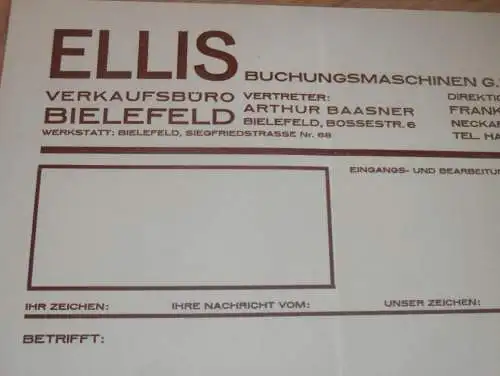 ELLIS BUCHUNGSMASCHINEN G.
VERKAUFSBÜRO VERTRETER: DIREKTIO
BIELEFELD ARTHUR BAASNER FRANK
BIELEFELD, BOSSESTR. 6 NECKAR
WERKSTATT: BIELEFELD, SIEGFRIEDSTRASSE Nr. 68 TEL. HA
EINGANGS- UND BEARBEITUN
IHR ZEICHEN: IHRE NACHRICHT VOM: UNSER ZEICHEN:
BETRIFFT: